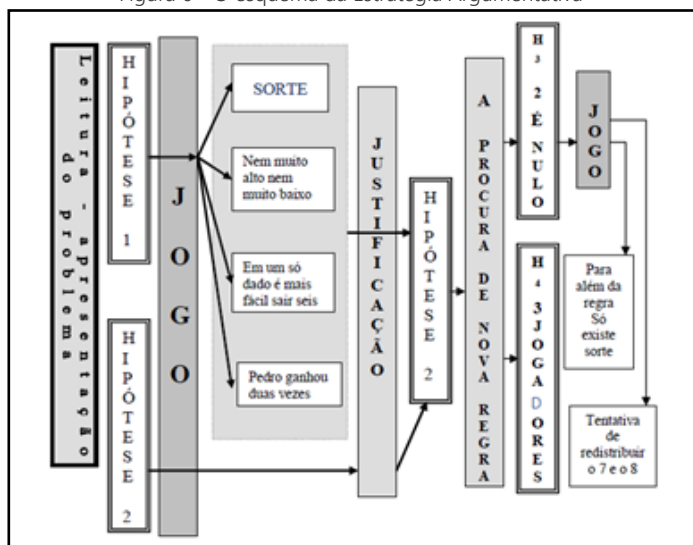 Figura 6 - O esquema da Estratégia Argumentativa
Leitura - apresentação
do problema
HIPÓTESE 1
HIPÓTESE 2
JOGO
SORTE
Nem muito
alto nem
muito baixo
Em um só
dado é mais
fácil sair seis
Pedro ganhou
duas vezes
JUSTIFICAÇÃO
HIPÓTESE 2
A PROCURA DE NOVA REGRA
H3 2 É NULO
H4 3 JOGADORES
JOGO
Para
além da
regra
Só
existe
sorte
Tentativa
de
redistribuir
o 7 e o 8